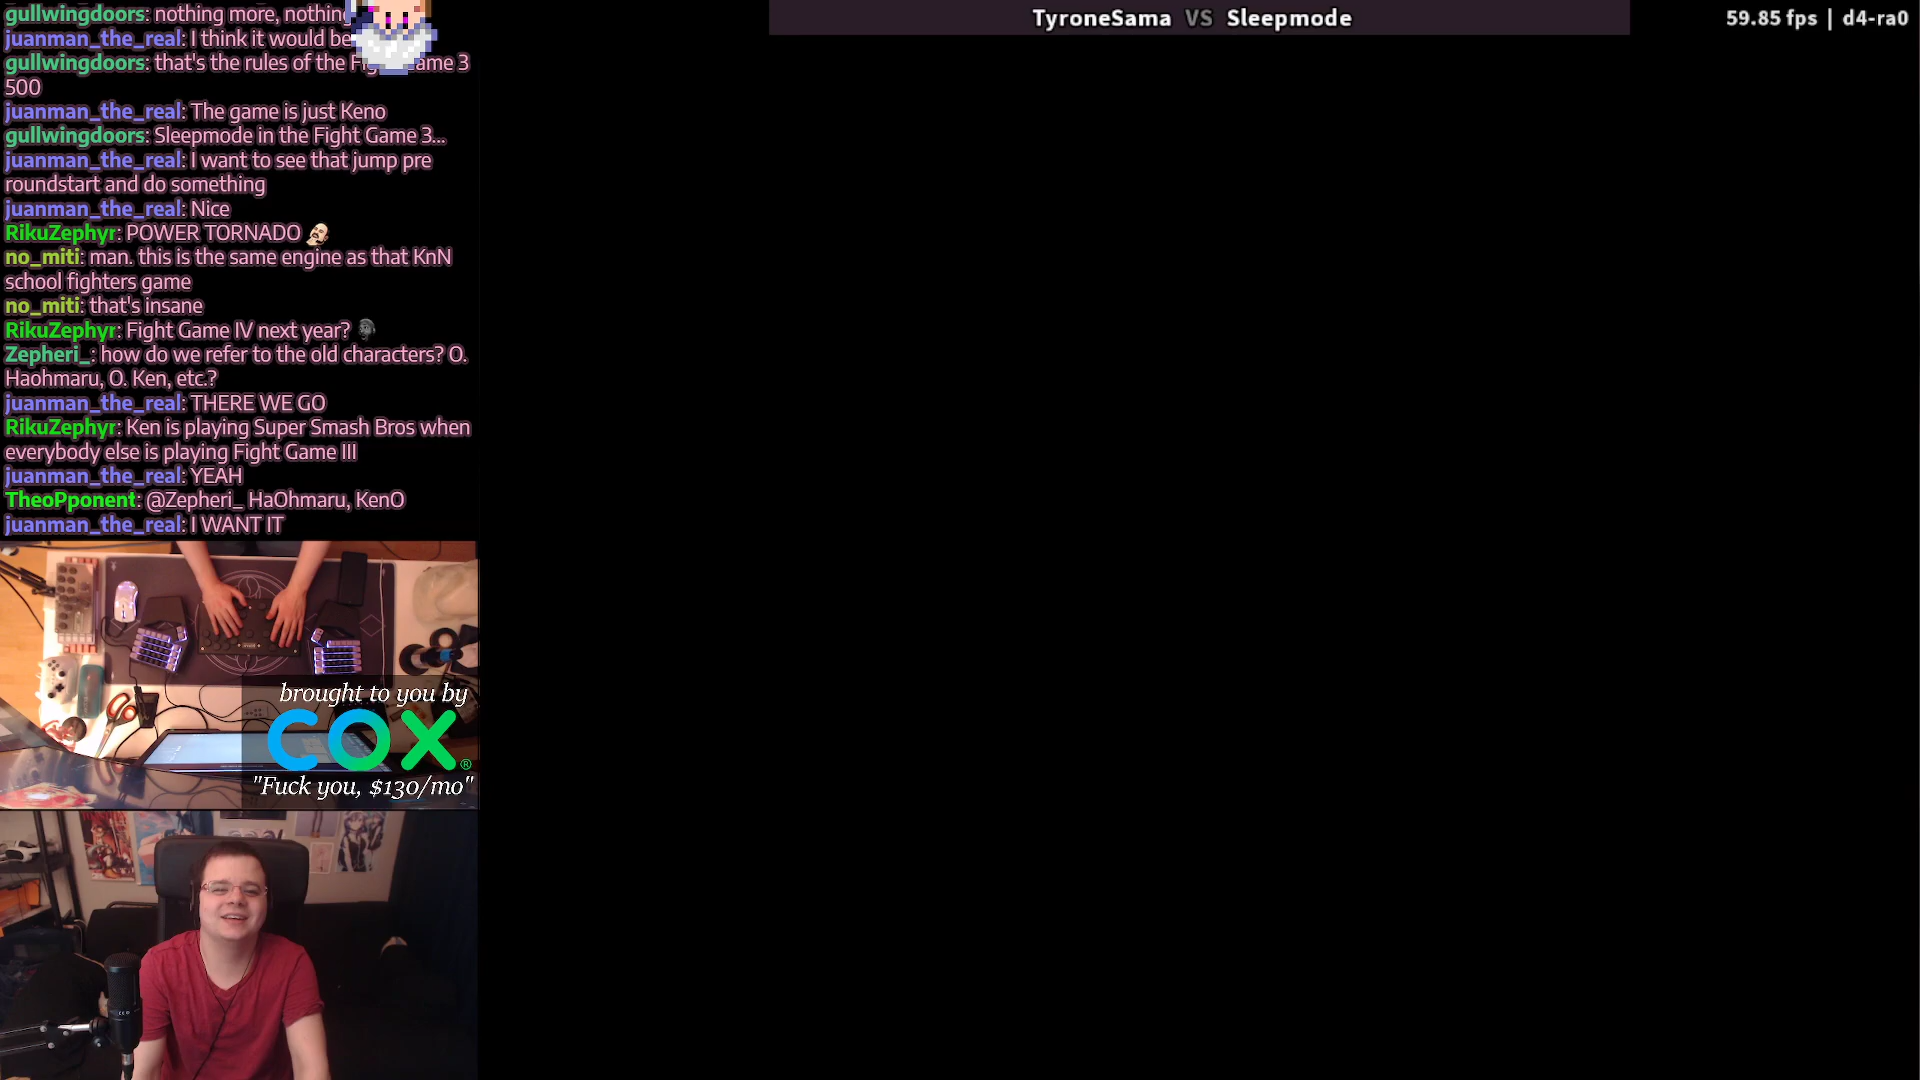 gullwingdoors: nothing more, nothing
juanman_the_real: I think it would be
gullwingdoors: that's the rules of the Fig ame 3
500
juanman_the_real: The game is just Keno
gullwingdoors: Sleepmode in the Fight Game 3...
juanman_the_real: I want to see that jump pre
roundstart and do something
juanman_the_real: Nice
RikuZephyr: POWER TORNADO
no_miti: man. this is the same engine as that KnN
school fighters game
no_miti: that's insane
RikuZephyr: Fight Game IV next year?
Zepheri_: how do we refer to the old characters? O.
Haohmaru, O. Ken, etc.?
juanman_the_real: THERE WE GO
RikuZephyr: Ken is playing Super Smash Bros when
everybody else is playing Fight Game III
juanman_the_real: YEAH
TheoPponent: @Zepheri_ HaOhmaru, KenO
juanman_the_real: I WANT IT
TyroneSama VS Sleepmode
59.85 fps | d4-ra0
brought to you by
COX®
"Fuck you, $130/mo"